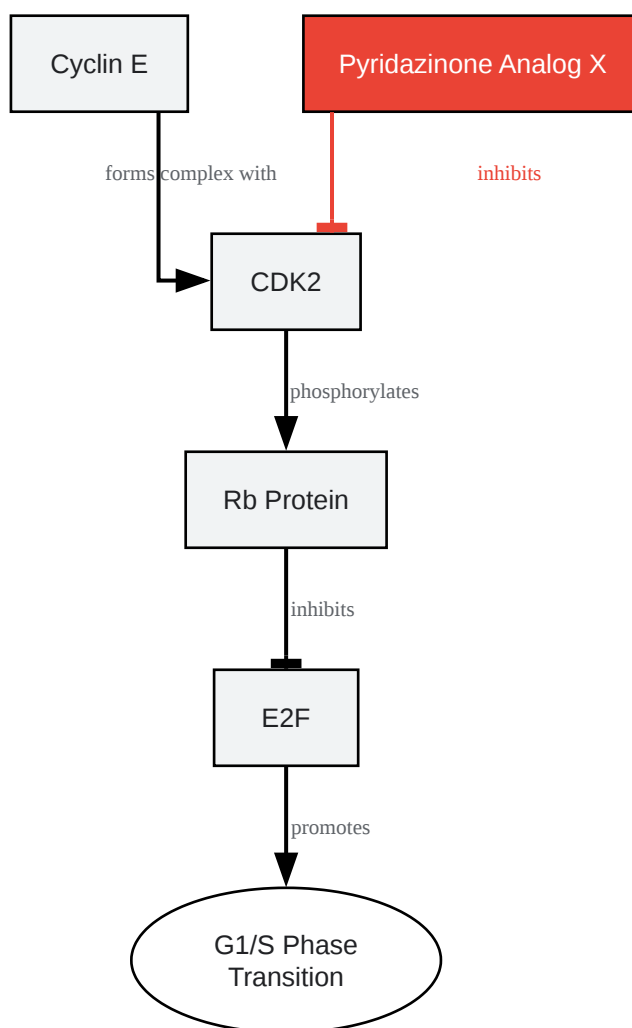 Cyclin E
Pyridazinone Analog X
forms complex with
inhibits
CDK2
phosphorylates
Rb Protein
inhibits
E2F
promotes
G1/S Phase
Transition